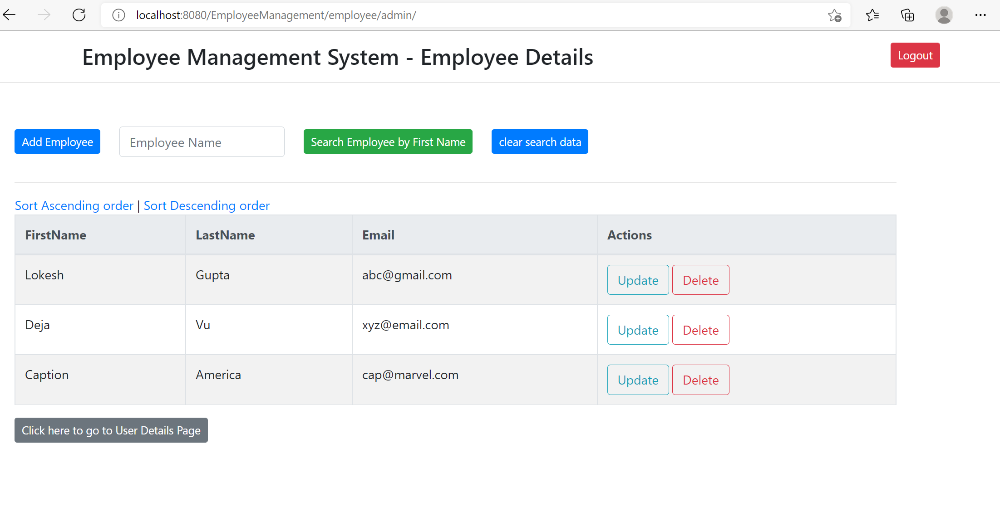 localhost:8080/EmployeeManagement/employee/admin/
Employee Management System - Employee Details
Logout
Add Employee Employee Name Search Employee by First Name clear search data
Sort Ascending order | Sort Descending order
FirstName LastName Email Actions
Lokesh Gupta abc@gmail.com Update Delete
Deja Vu xyz@email.com Update Delete
Caption America cap@marvel.com Update Delete
Click here to go to User Details Page